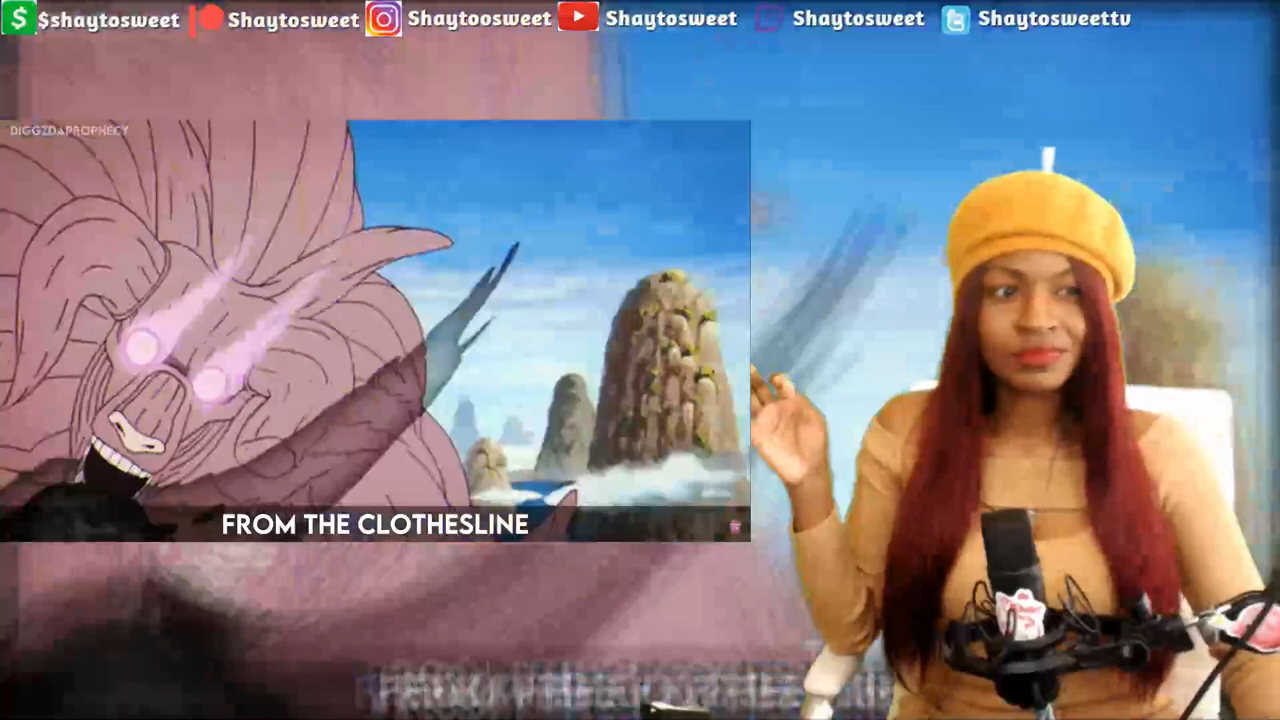 $shaytosweet Shaytosweet Shaytoosweet Shaytosweet Shaytosweet Shaytosweettv
DIGGZDAPROPHECY
FROM THE CLOTHESLINE